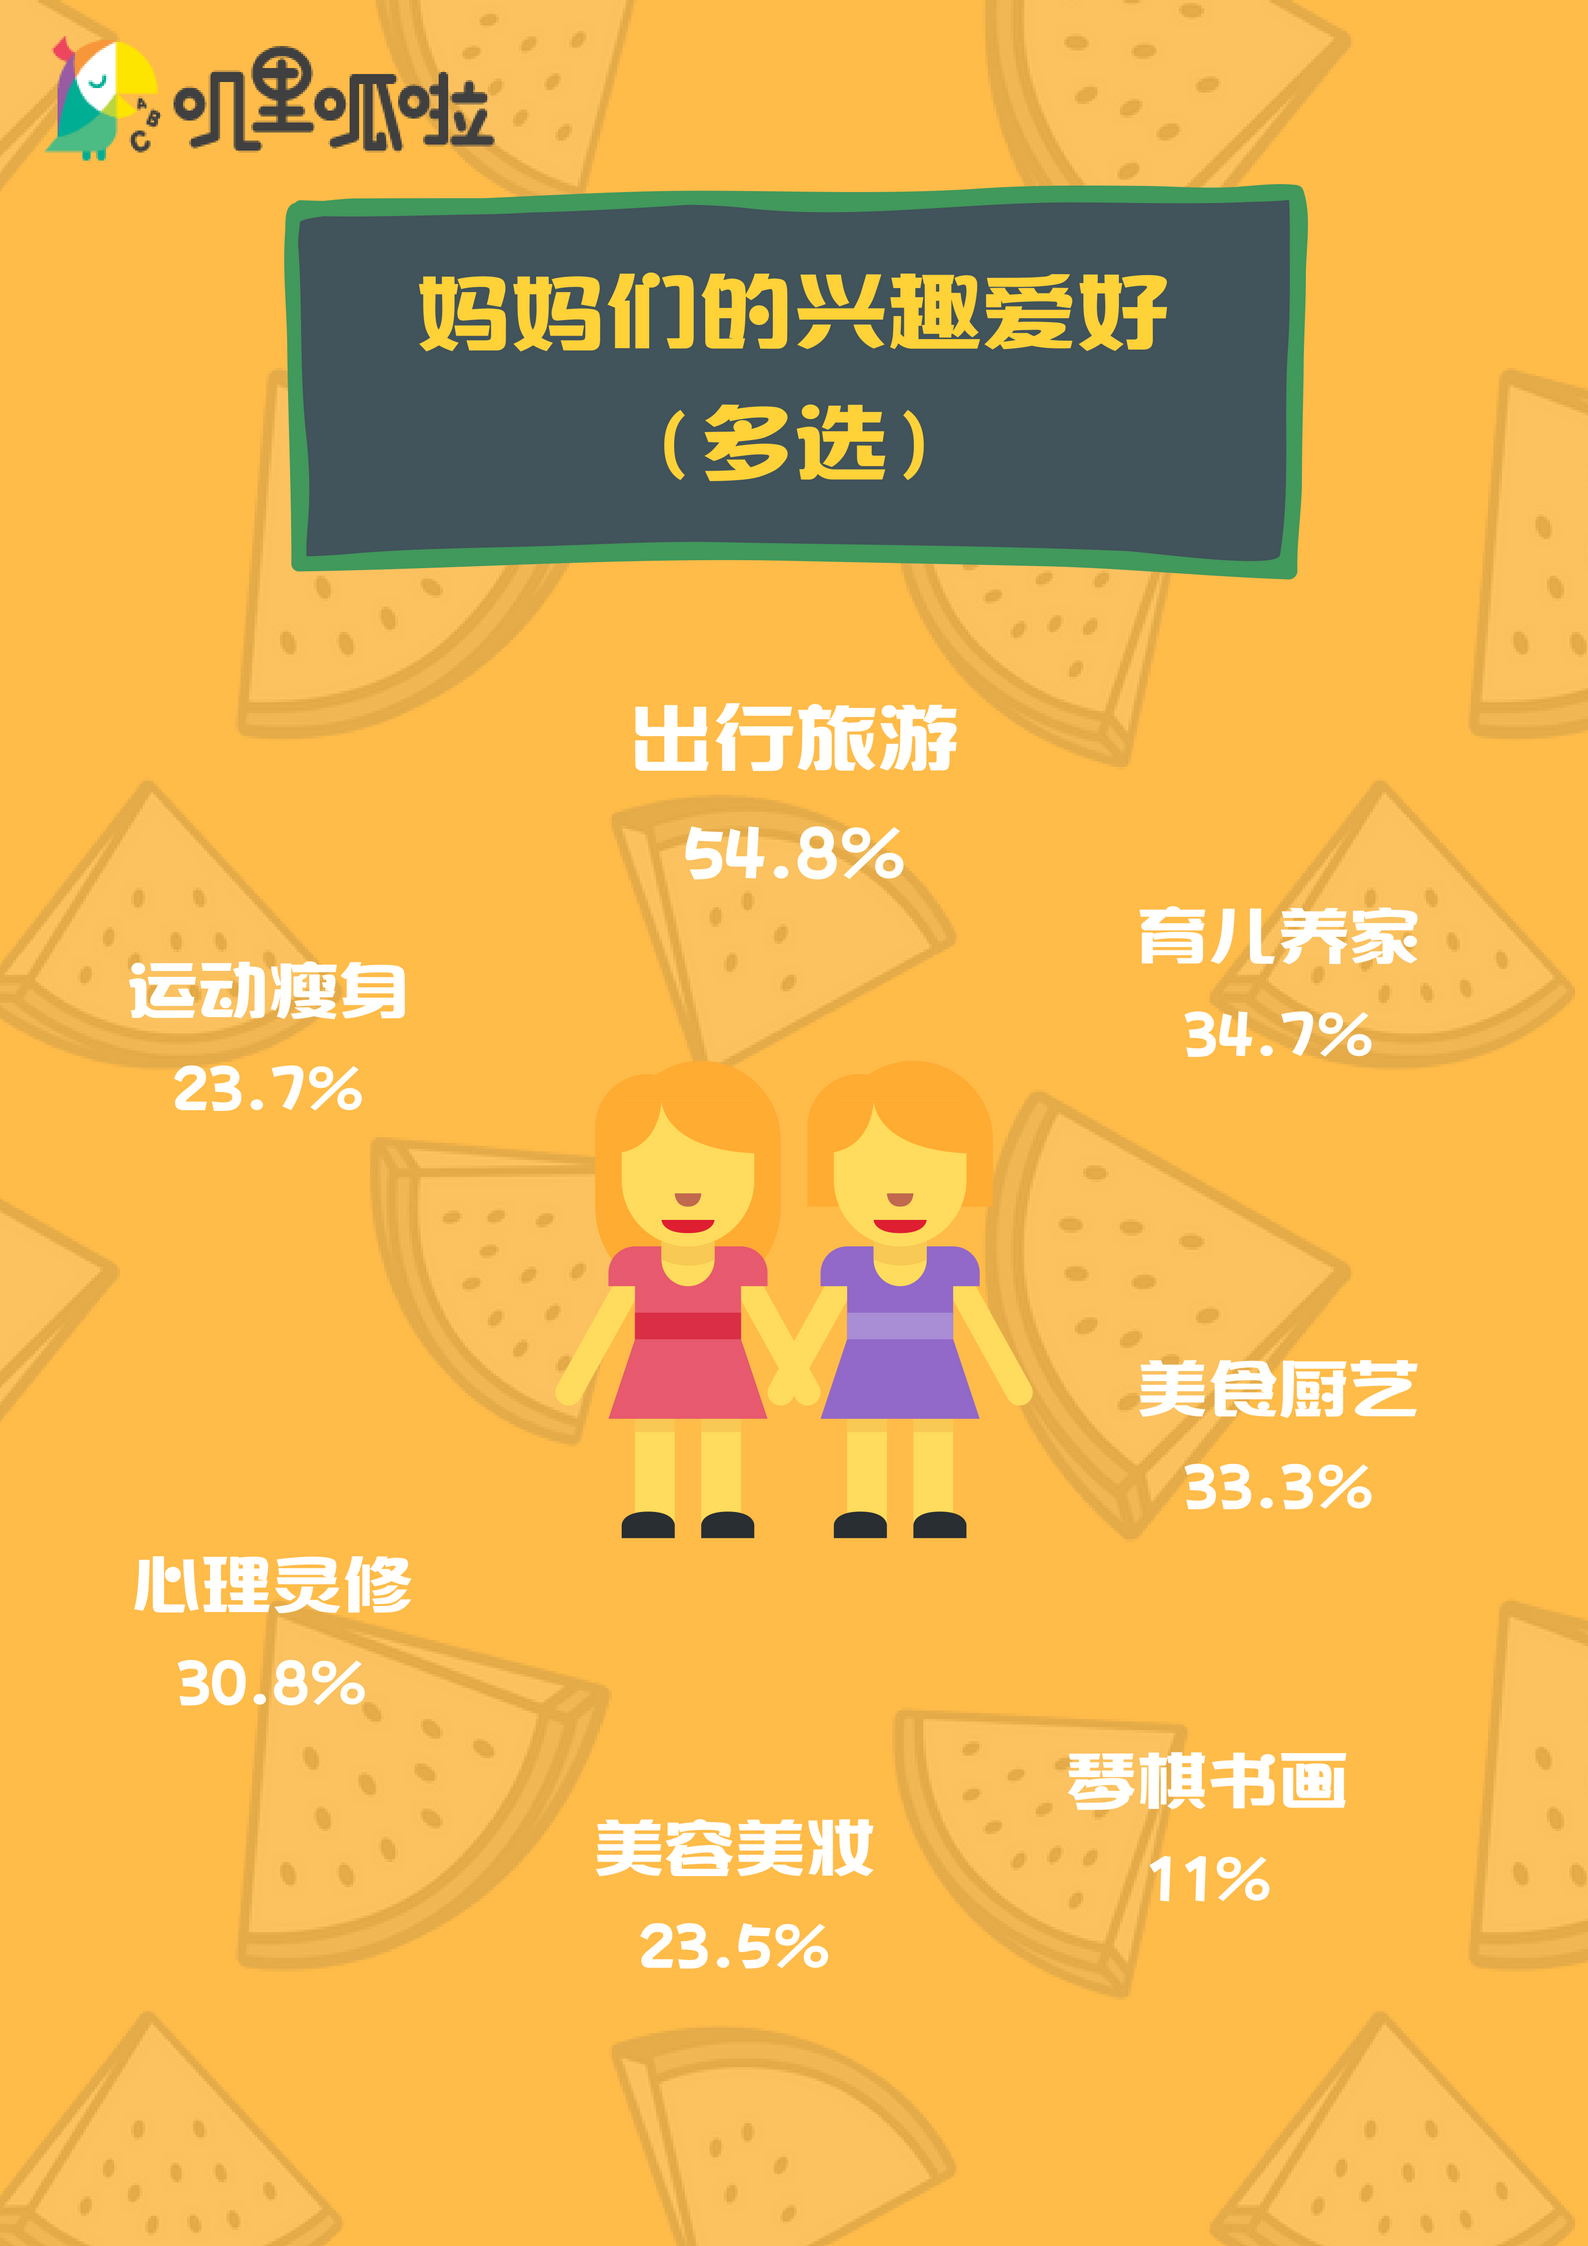 ABC
叽里呱啦
妈妈们的兴趣爱好
(多选)
出行旅游
54.8%
育儿养家
34.7%
运动瘦身
23.7%
美食厨艺
33.3%
心理灵修
30.8%
琴棋书画
11%
美容美妆
23.5%